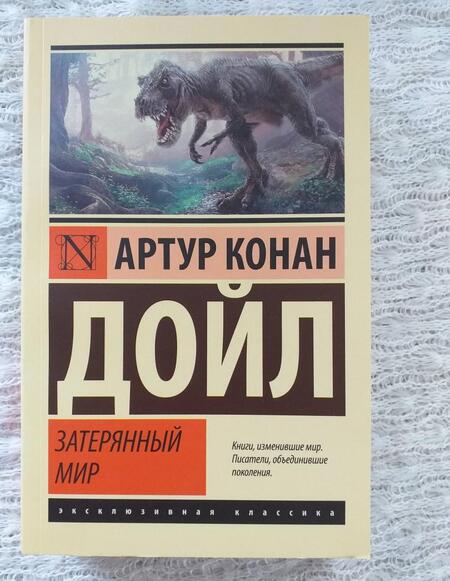 N АРТУР КОНАН
ДОЙЛ
ЗАТЕРЯННЫЙ
МИР
Книги, изменившие мир.
Писатели, объединившие
поколения.
эксклюзивная классика